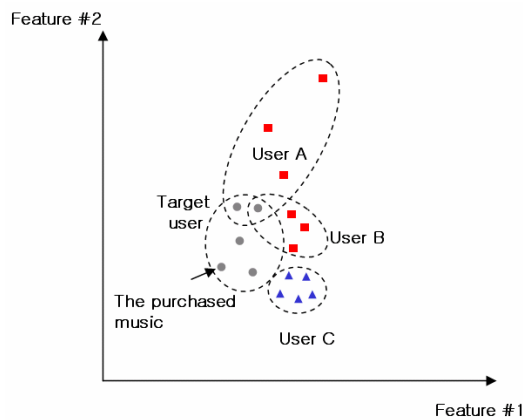 Feature #2
User A
Target
user
User B
The purchased
music
User C
Feature #1